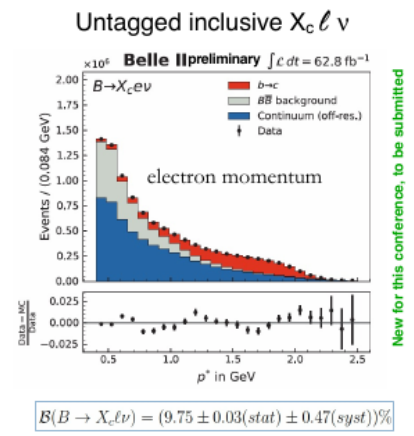 Untagged inclusive X_c ℓ ν
Belle II preliminary ∫ℒ dt = 62.8 fb⁻¹
×10⁶
B→X_c eν
b→c
BB̄ background
Continuum (off-res.)
Data
electron momentum
Events / (0.084 GeV)
2.00
1.75
1.50
1.25
1.00
0.75
0.50
0.25
0.00
Data − MC
Data
0.025
0.000
−0.025
0.5 1.0 1.5 2.0 2.5
p* in GeV
New for this conference, to be submitted
ℬ(B → X_c ℓν) = (9.75 ± 0.03(stat) ± 0.47(syst))%